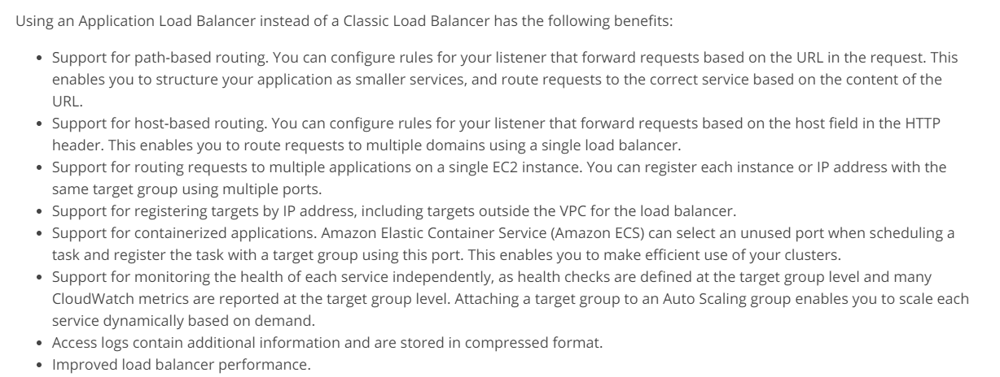 Using an Application Load Balancer instead of a Classic Load Balancer has the following benefits:
• Support for path-based routing. You can configure rules for your listener that forward requests based on the URL in the request. This
enables you to structure your application as smaller services, and route requests to the correct service based on the content of the
URL.
• Support for host-based routing. You can configure rules for your listener that forward requests based on the host field in the HTTP
header. This enables you to route requests to multiple domains using a single load balancer.
• Support for routing requests to multiple applications on a single EC2 instance. You can register each instance or IP address with the
same target group using multiple ports.
• Support for registering targets by IP address, including targets outside the VPC for the load balancer.
• Support for containerized applications. Amazon Elastic Container Service (Amazon ECS) can select an unused port when scheduling a
task and register the task with a target group using this port. This enables you to make efficient use of your clusters.
• Support for monitoring the health of each service independently, as health checks are defined at the target group level and many
CloudWatch metrics are reported at the target group level. Attaching a target group to an Auto Scaling group enables you to scale each
service dynamically based on demand.
• Access logs contain additional information and are stored in compressed format.
• Improved load balancer performance.